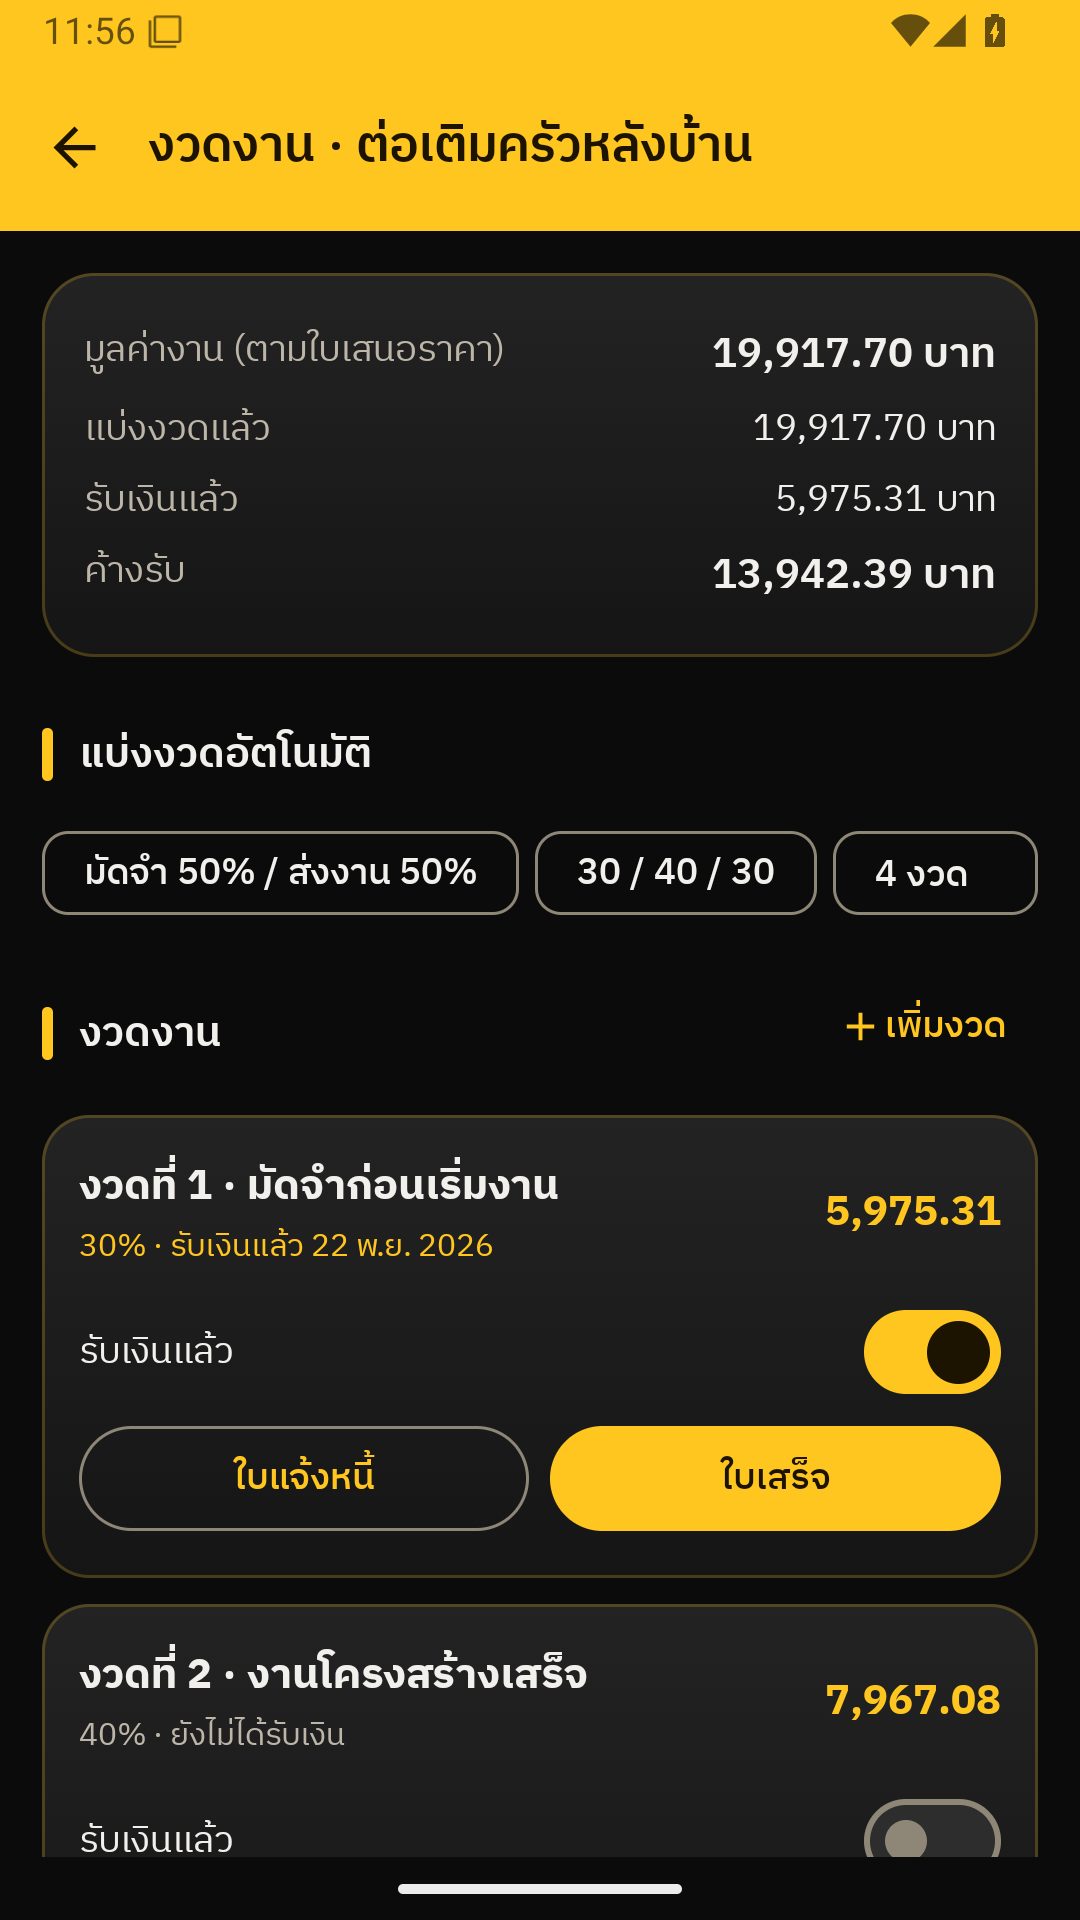 11:56
งวดงาน · ต่อเติมครัวหลังบ้าน
มูลค่างาน (ตามใบเสนอราคา) 19,917.70 บาท
แบ่งงวดแล้ว 19,917.70 บาท
รับเงินแล้ว 5,975.31 บาท
ค้างรับ 13,942.39 บาท
แบ่งงวดอัตโนมัติ
มัดจำ 50% / ส่งงาน 50% 30 / 40 / 30 4 งวด
งวดงาน + เพิ่มงวด
งวดที่ 1 · มัดจำก่อนเริ่มงาน 5,975.31
30% · รับเงินแล้ว 22 พ.ย. 2026
รับเงินแล้ว
ใบแจ้งหนี้ ใบเสร็จ
งวดที่ 2 · งานโครงสร้างเสร็จ 7,967.08
40% · ยังไม่ได้รับเงิน
รับเงินแล้ว